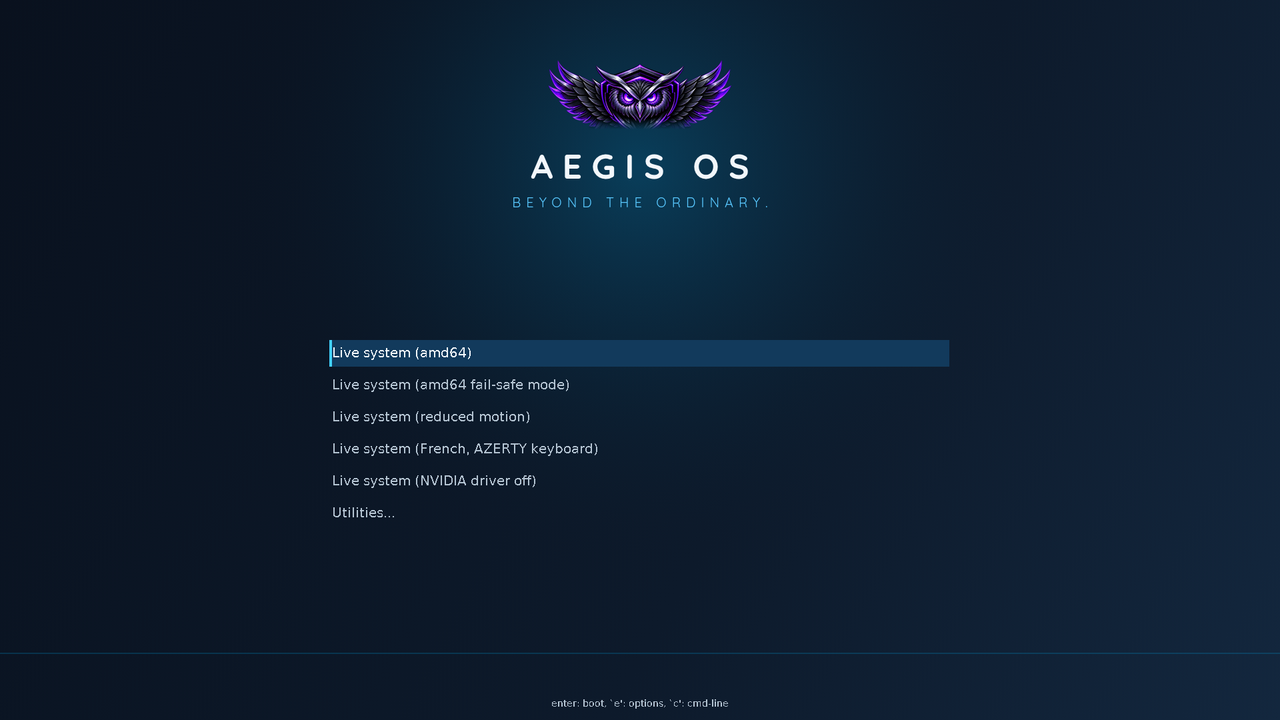 AEGIS OS
BEYOND THE ORDINARY.
Live system (amd64)
Live system (amd64 fail-safe mode)
Live system (reduced motion)
Live system (French, AZERTY keyboard)
Live system (NVIDIA driver off)
Utilities...
enter: boot, `e': options, `c': cmd-line